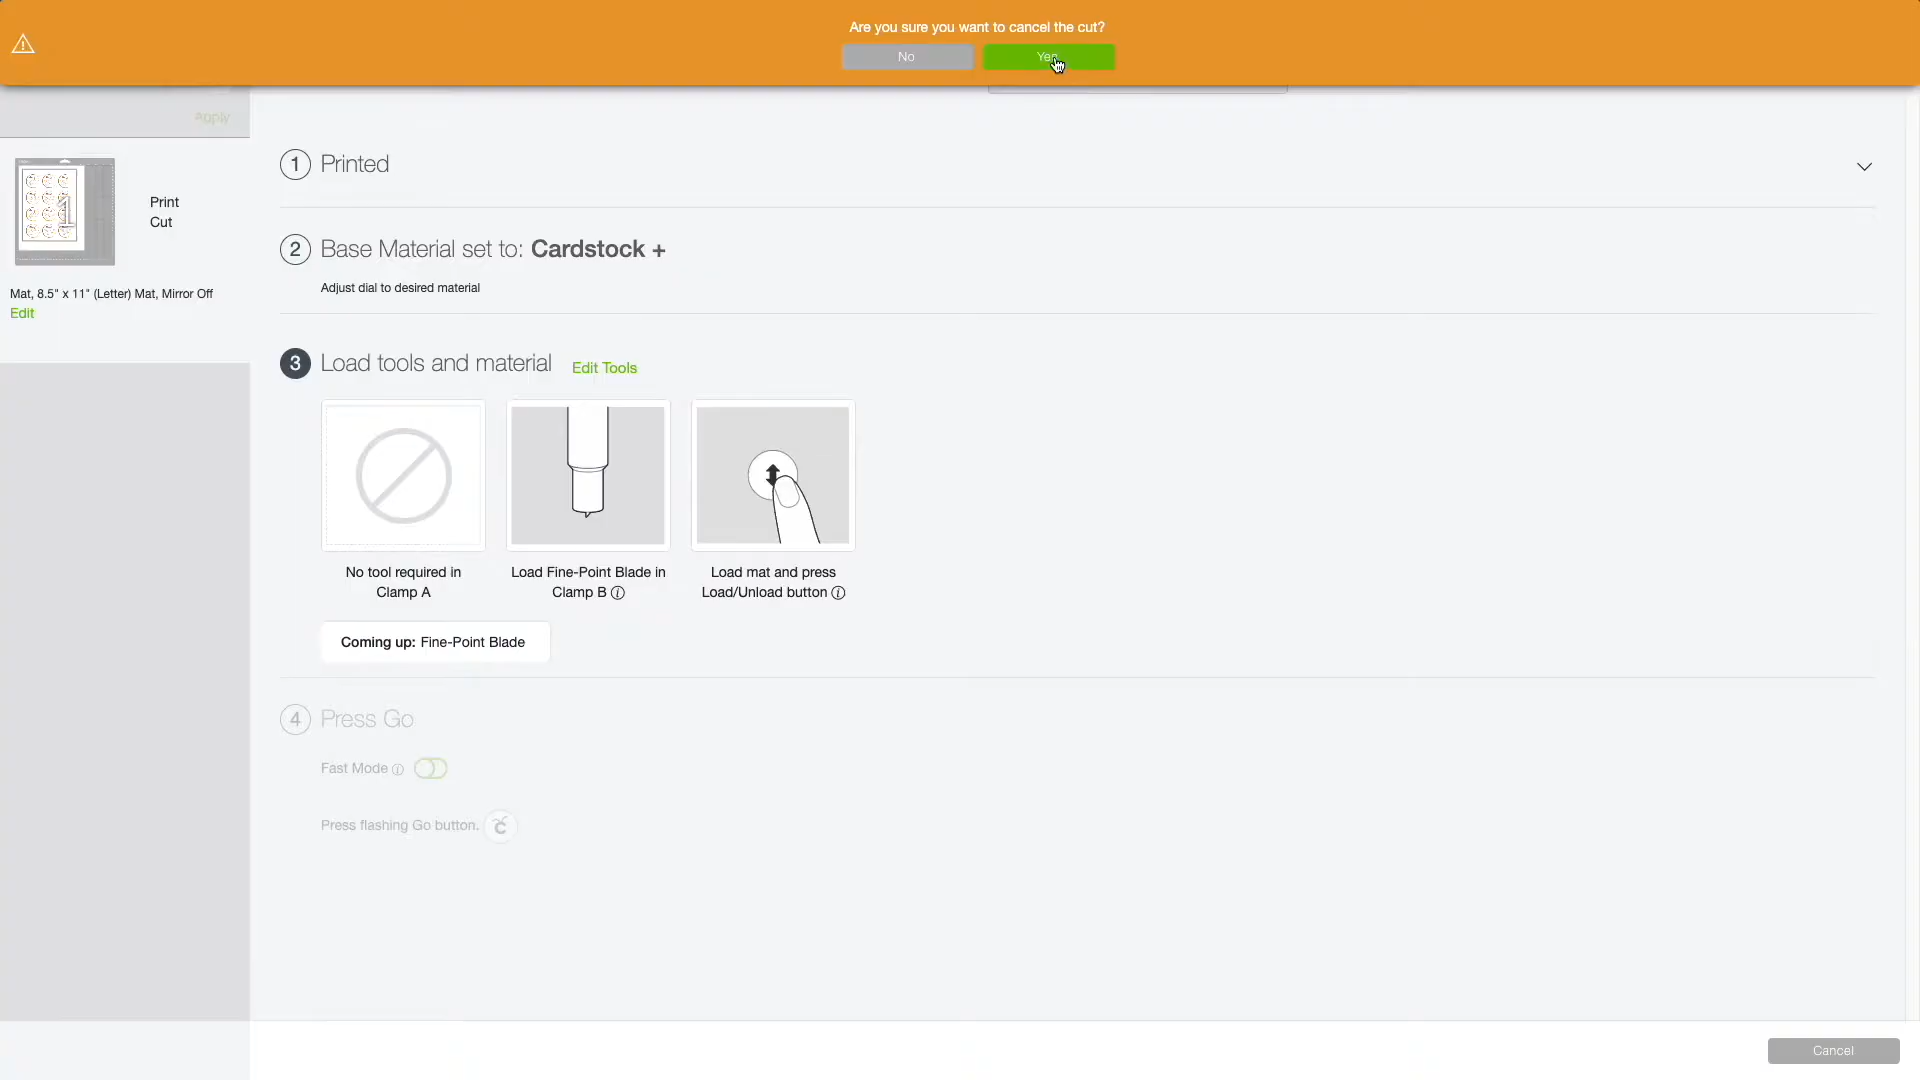 Are you sure you want to cancel the cut?
No
Yes
Apply
1
Print
Cut
Mat, 8.5" x 11" (Letter) Mat, Mirror Off
Edit
1 Printed
2 Base Material set to: Cardstock +
Adjust dial to desired material
3 Load tools and material Edit Tools
No tool required in
Clamp A
Load Fine-Point Blade in
Clamp B
Load mat and press
Load/Unload button
Coming up: Fine-Point Blade
4 Press Go
Fast Mode
Press flashing Go button.
Cancel